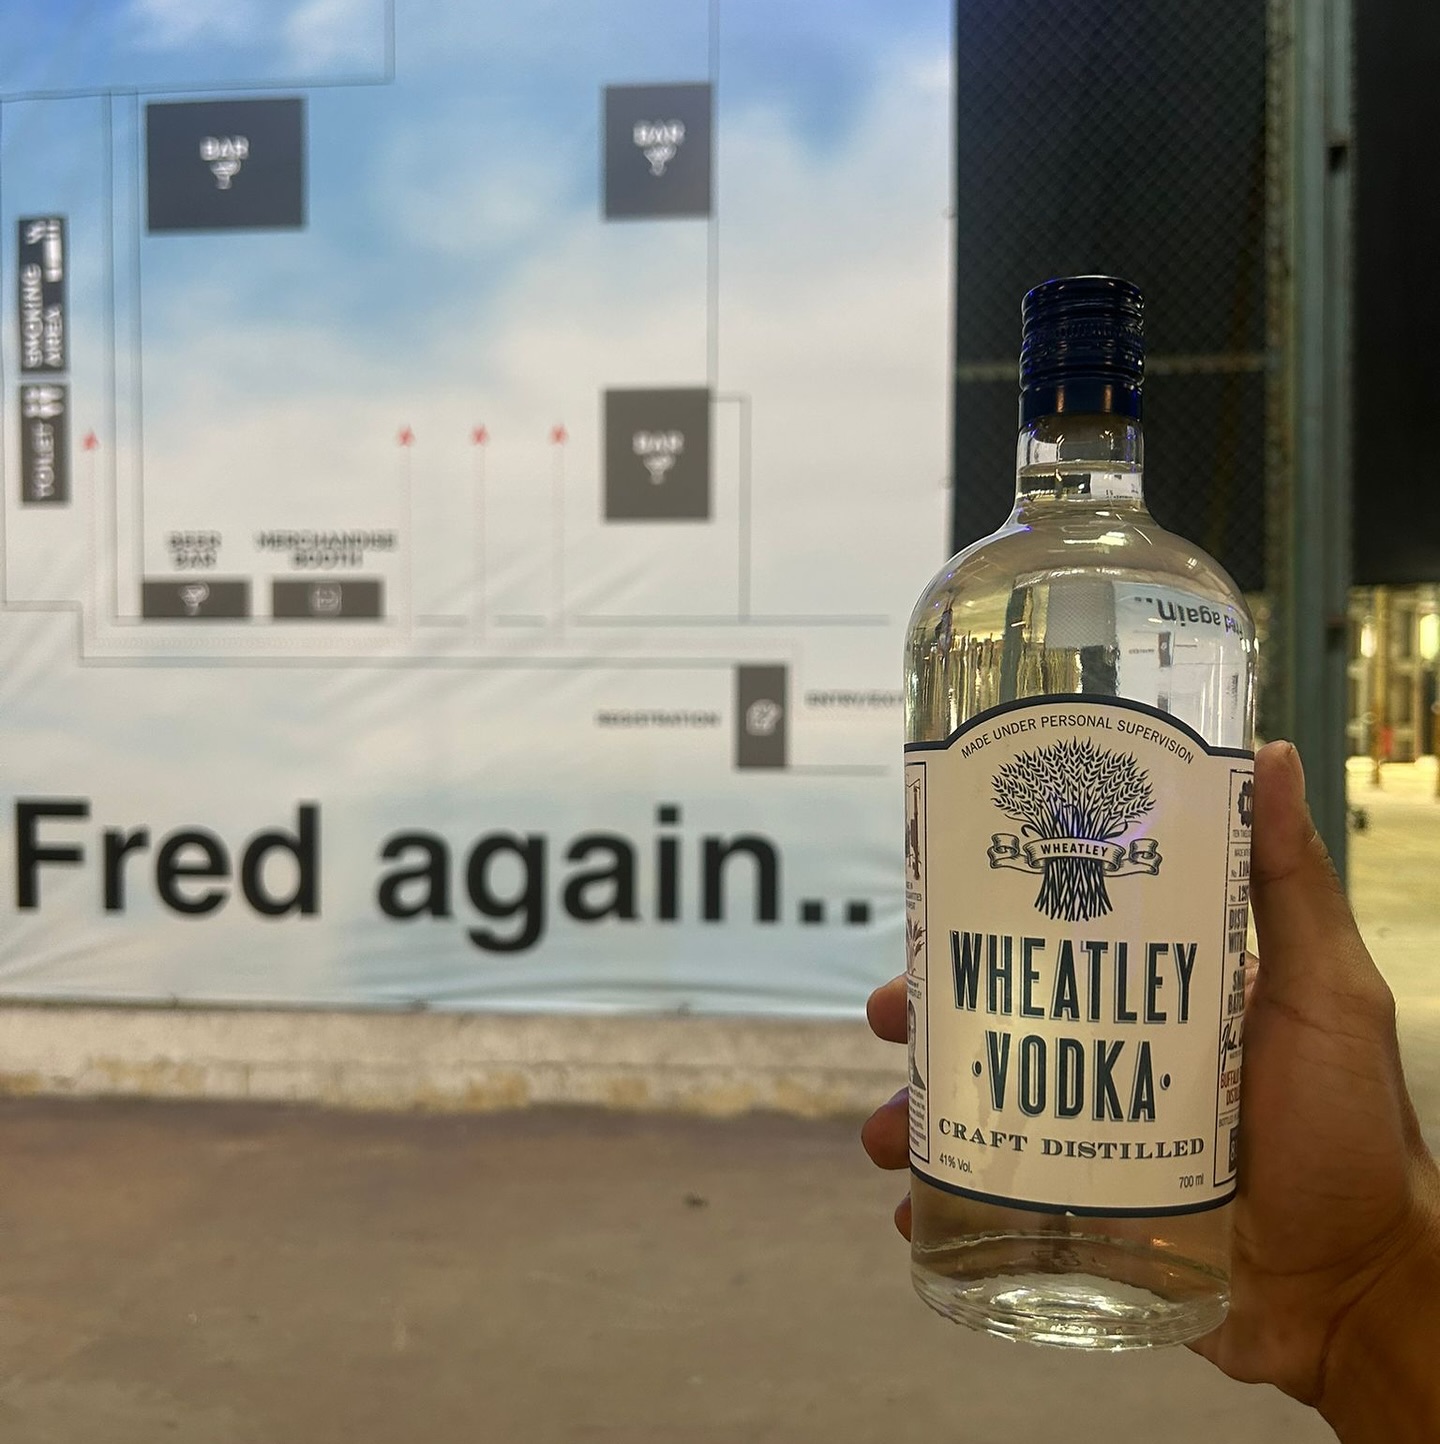 BAR
BAR
SMOKING
AREA
TOILET
BAR
BEER
BAR
MERCHANDISE
BOOTH
REGISTRATION
Fred again..
MADE UNDER PERSONAL SUPERVISION
WHEATLEY
WHEATLEY
VODKA
CRAFT DISTILLED
41% Vol.
700 ml